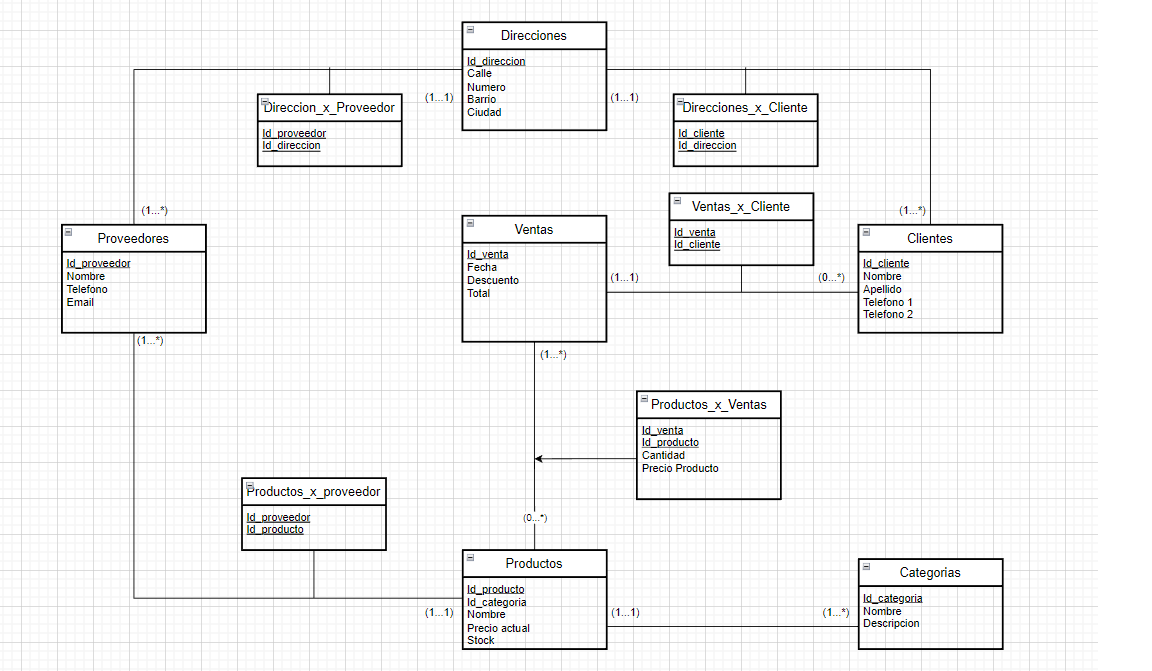 Direcciones
Id_direccion
Calle
Numero
Barrio
Ciudad
(1...1)
(1...1)
Direccion_x_Proveedor
Id_proveedor
Id_direccion
Direcciones_x_Cliente
Id_cliente
Id_direccion
(1...*)
(1...*)
Proveedores
Id_proveedor
Nombre
Telefono
Email
(1...*)
Ventas
Id_venta
Fecha
Descuento
Total
(1...1)
(1...*)
Ventas_x_Cliente
Id_venta
Id_cliente
(0...*)
Clientes
Id_cliente
Nombre
Apellido
Telefono 1
Telefono 2
Productos_x_Ventas
Id_venta
Id_producto
Cantidad
Precio Producto
Productos_x_proveedor
Id_proveedor
Id_producto
(0...*)
Productos
Id_producto
Id_categoria
Nombre
Precio actual
Stock
(1...1)
(1...1)
(1...*)
Categorias
Id_categoria
Nombre
Descripcion